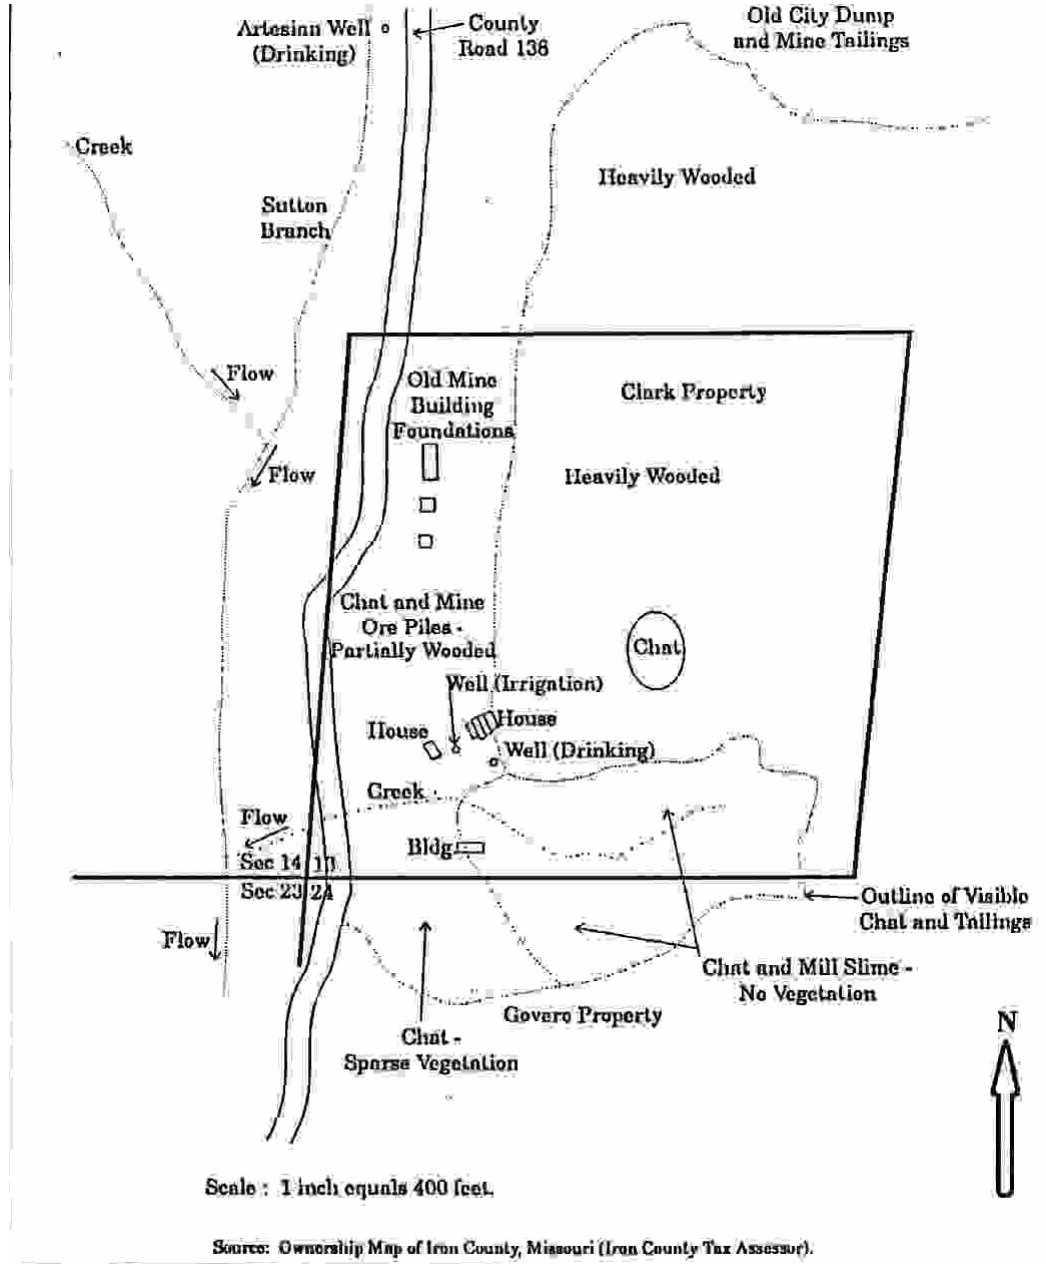 Artesian Well
(Drinking)
County
Road 138
Old City Dump
and Mine Tailings
Creek
Heavily Wooded
Sutton
Branch
Flow
Old Mine
Building
Foundations
Clark Property
Flow
Heavily Wooded
Chat and Mine
Ore Piles -
Partially Wooded
Chat
Well (Irrigation)
House
House
Well (Drinking)
Creek
Flow
Bldg.
Sec 14 13
Sec 23 24
Outline of Visible
Chat and Tailings
Flow
Chat and Mill Slime -
No Vegetation
Govero Property
N
Chat -
Sparse Vegetation
Scale : 1 inch equals 400 feet.
Source: Ownership Map of Iron County, Missouri (Iron County Tax Assessor).